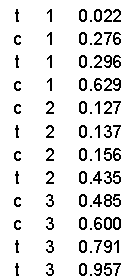 t 1 0.022
c 1 0.276
t 1 0.296
c 1 0.629
c 2 0.127
t 2 0.137
c 2 0.156
t 2 0.435
c 3 0.485
c 3 0.600
t 3 0.791
t 3 0.957